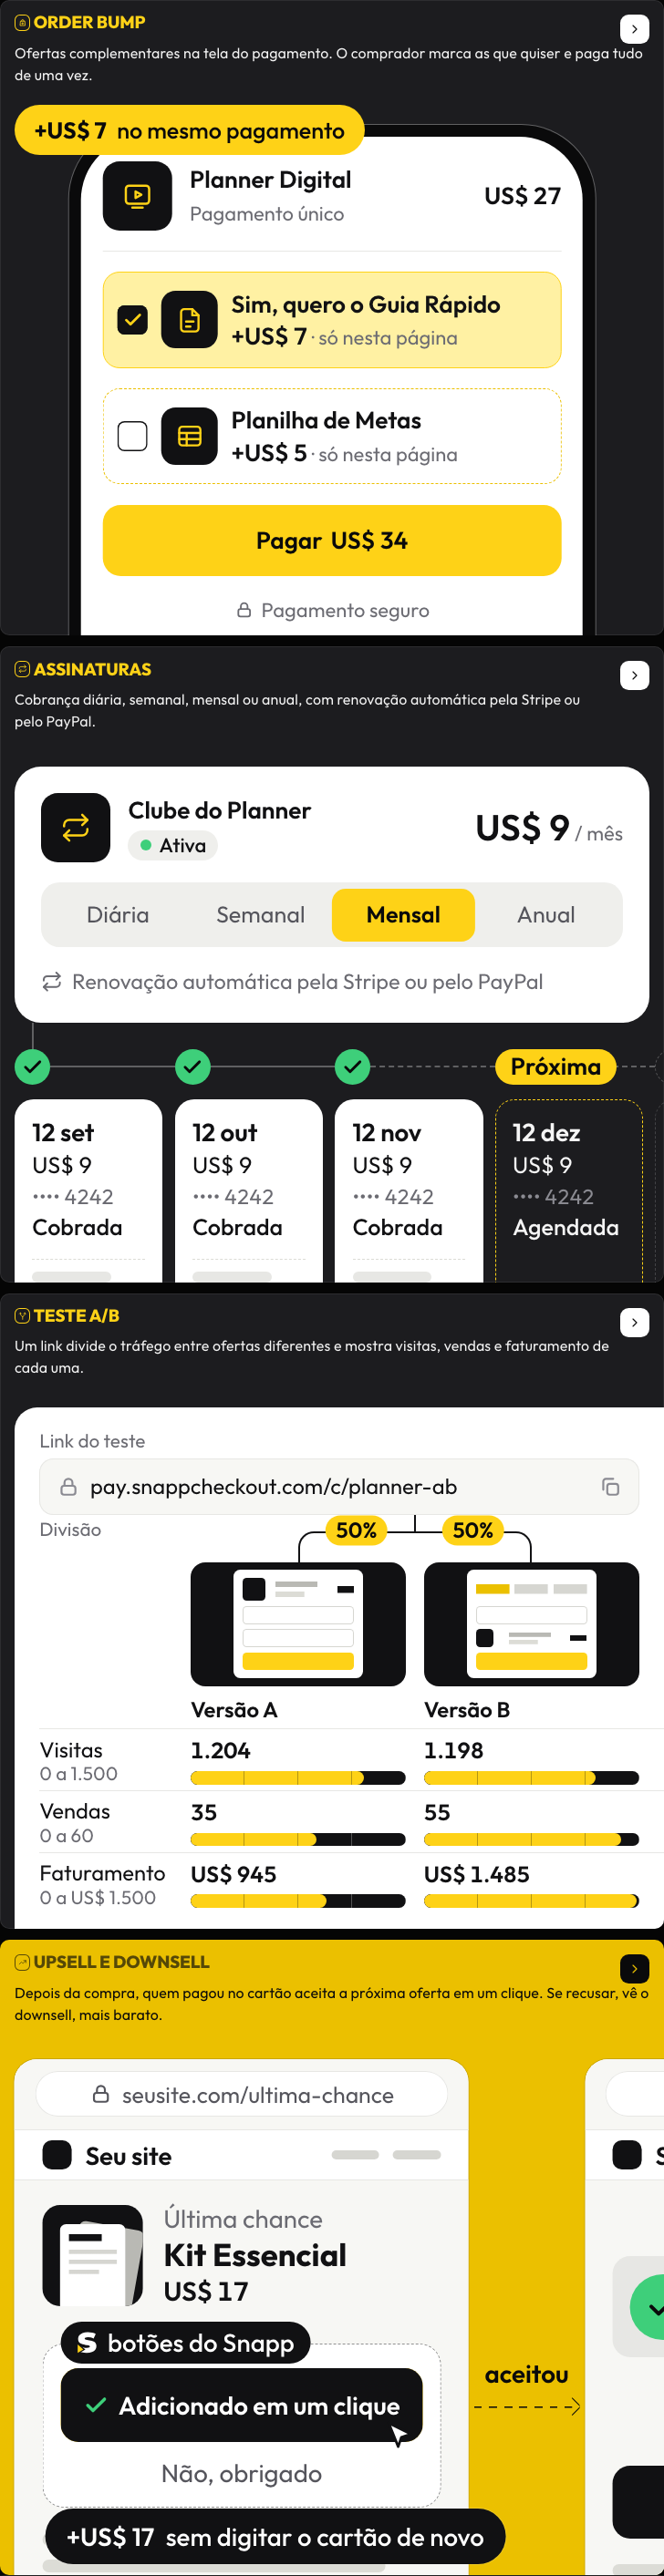 ORDER BUMP
Ofertas complementares na tela do pagamento. O comprador marca as que quiser e paga tudo
de uma vez.
+US$ 7 no mesmo pagamento
Planner Digital
US$ 27
Pagamento único
Sim, quero o Guia Rápido
+US$ 7 · só nesta página
Planilha de Metas
+US$ 5 · só nesta página
Pagar US$ 34
Pagamento seguro
ASSINATURAS
Cobrança diária, semanal, mensal ou anual, com renovação automática pela Stripe ou
pelo PayPal.
Clube do Planner
Ativa
US$ 9 / mês
Diária Semanal Mensal Anual
Renovação automática pela Stripe ou pelo PayPal
Próxima
12 set 12 out 12 nov 12 dez
US$ 9 US$ 9 US$ 9 US$ 9
•••• 4242 •••• 4242 •••• 4242 •••• 4242
Cobrada Cobrada Cobrada Agendada
TESTE A/B
Um link divide o tráfego entre ofertas diferentes e mostra visitas, vendas e faturamento de
cada uma.
Link do teste
pay.snappcheckout.com/c/planner-ab
Divisão 50% 50%
Versão A Versão B
Visitas 1.204 1.198
0 a 1.500
Vendas 35 55
0 a 60
Faturamento US$ 945 US$ 1.485
0 a US$ 1.500
UPSELL E DOWNSELL
Depois da compra, quem pagou no cartão aceita a próxima oferta em um clique. Se recusar, vê o
downsell, mais barato.
seusite.com/ultima-chance
Seu site
Última chance
Kit Essencial
US$ 17
botões do Snapp
Adicionado em um clique
aceitou
Não, obrigado
+US$ 17 sem digitar o cartão de novo